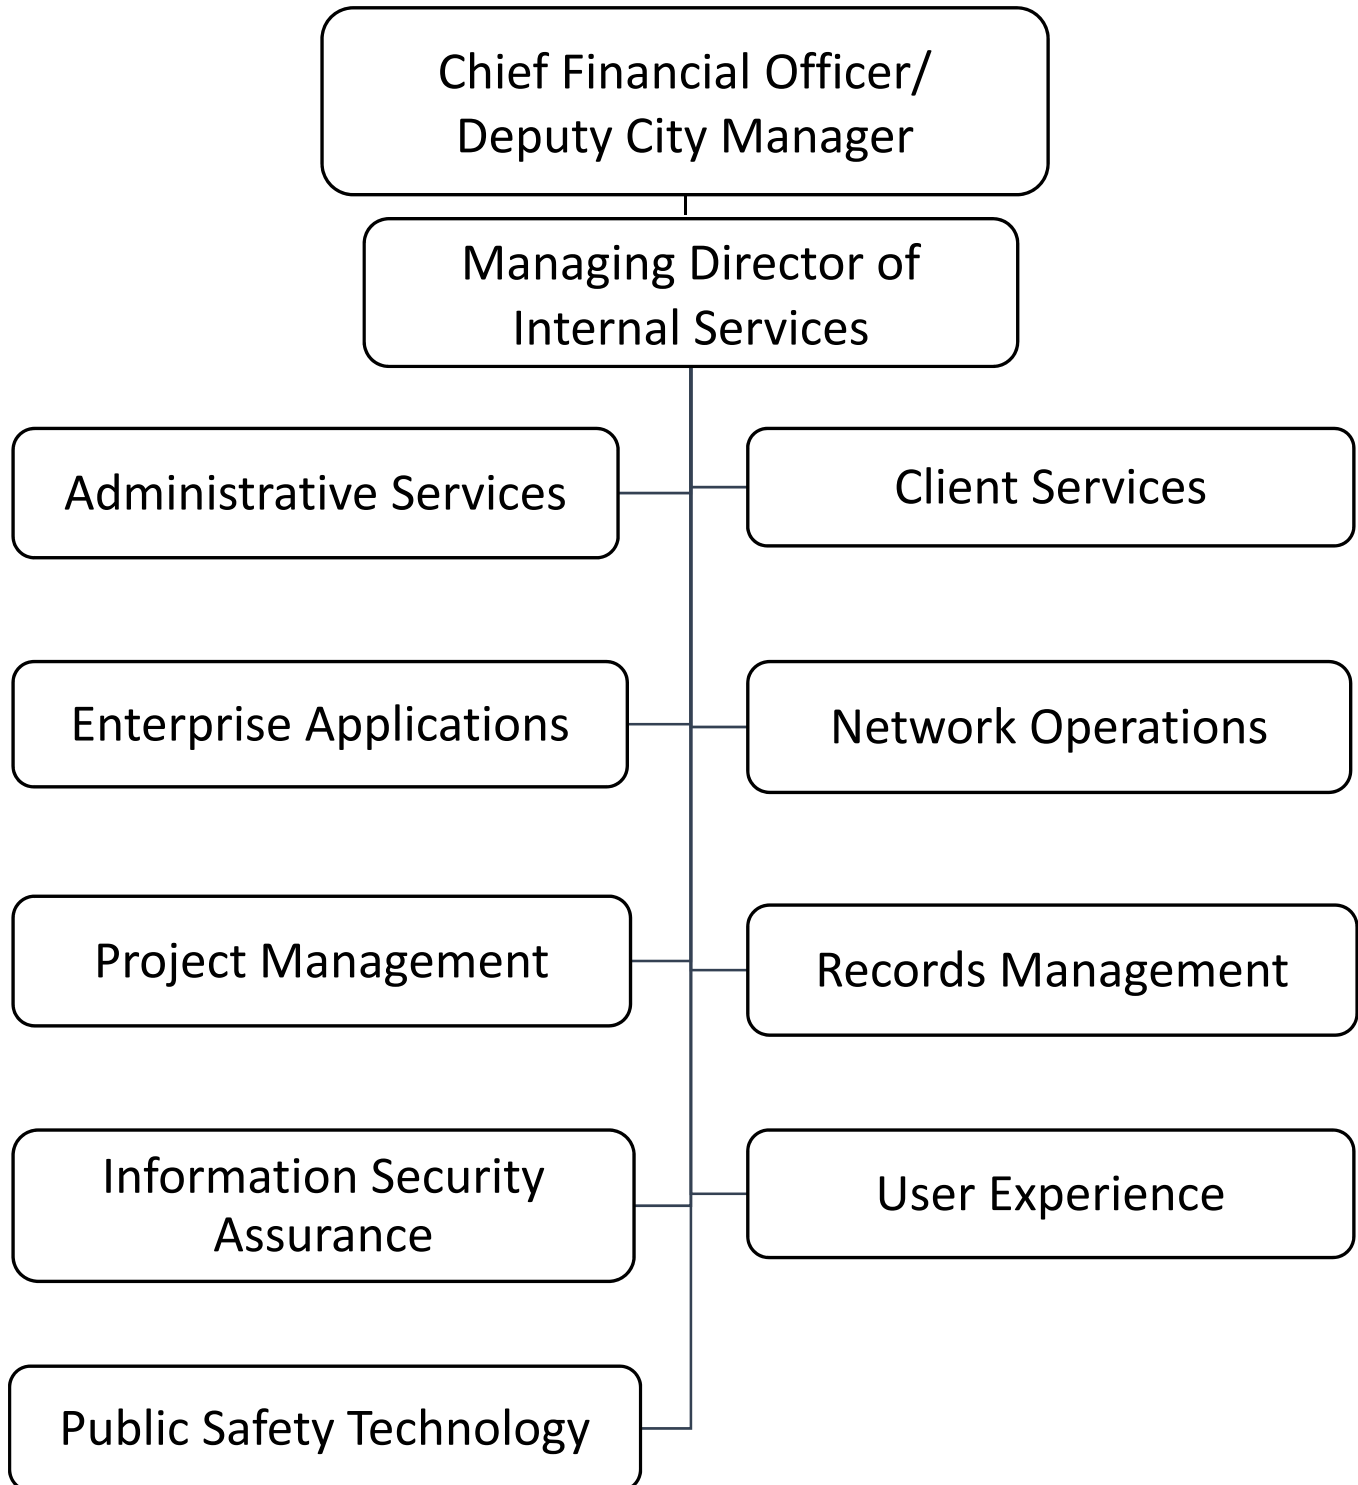 Chief Financial Officer/
Deputy City Manager
Managing Director of
Internal Services
Administrative Services
Client Services
Enterprise Applications
Network Operations
Project Management
Records Management
Information Security
Assurance
User Experience
Public Safety Technology